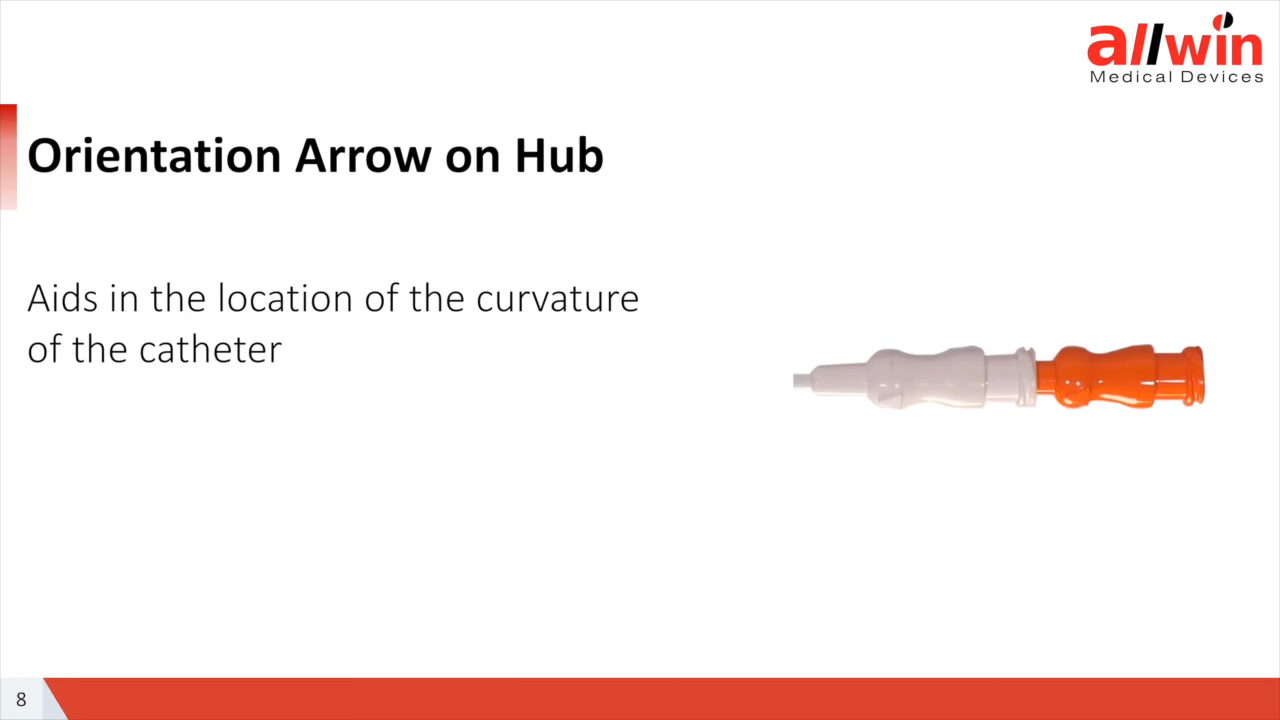 allwin
Medical Devices
Orientation Arrow on Hub
Aids in the location of the curvature
of the catheter
8